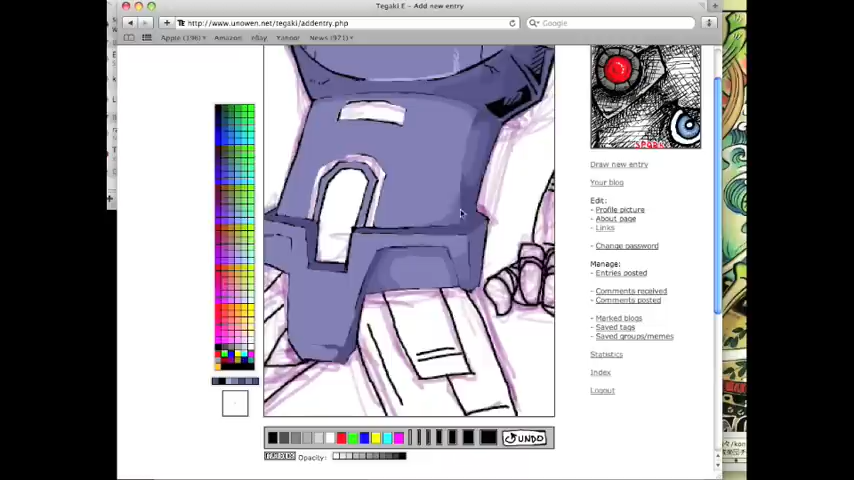 Tegaki E – Add new entry
http://www.unowen.net/tegaki/addentry.php
Google
Apple (196)
Amazon
eBay
Yahoo!
News (971)
Draw new entry
Your blog
Edit:
- Profile picture
- About page
- Links
- Change password
Manage:
- Entries posted
- Comments received
- Comments posted
- Marked blogs
- Saved tags
- Saved groups/memes
Statistics
Index
Logout
UNDO
Opacity: